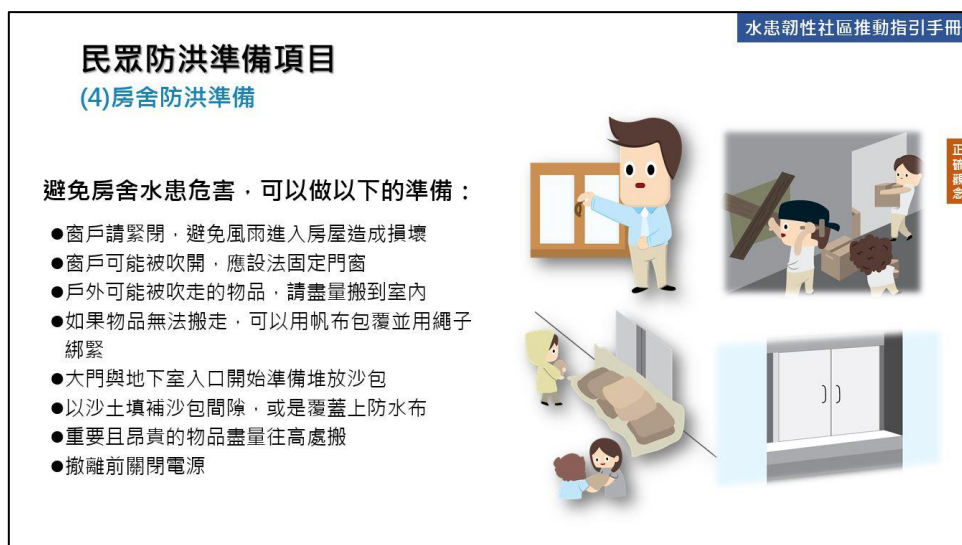 水患韌性社區推動指引手冊
民眾防洪準備項目
(4)房舍防洪準備
正確觀念
避免房舍水患危害，可以做以下的準備：
●窗戶請緊閉，避免風雨進入房屋造成損壞
●窗戶可能被吹開，應設法固定門窗
●戶外可能被吹走的物品，請盡量搬到室內
●如果物品無法搬走，可以用帆布包覆並用繩子
綁緊
●大門與地下室入口開始準備堆放沙包
●以沙土填補沙包間隙，或是覆蓋上防水布
●重要且昂貴的物品盡量往高處搬
●撤離前關閉電源